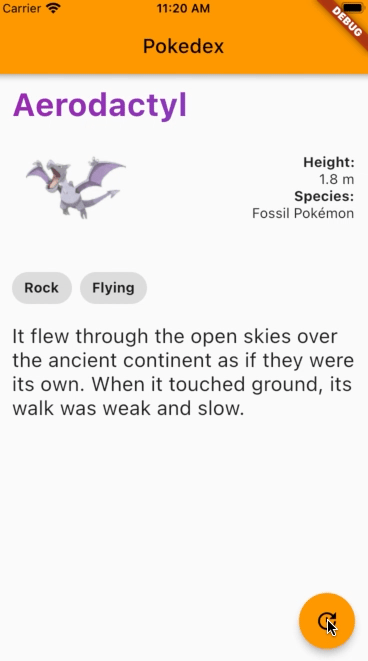 Carrier 11:20 AM
DEBUG
Pokedex
Aerodactyl
Height:
1.8 m
Species:
Fossil Pokémon
Rock Flying
It flew through the open skies over
the ancient continent as if they were
its own. When it touched ground, its
walk was weak and slow.